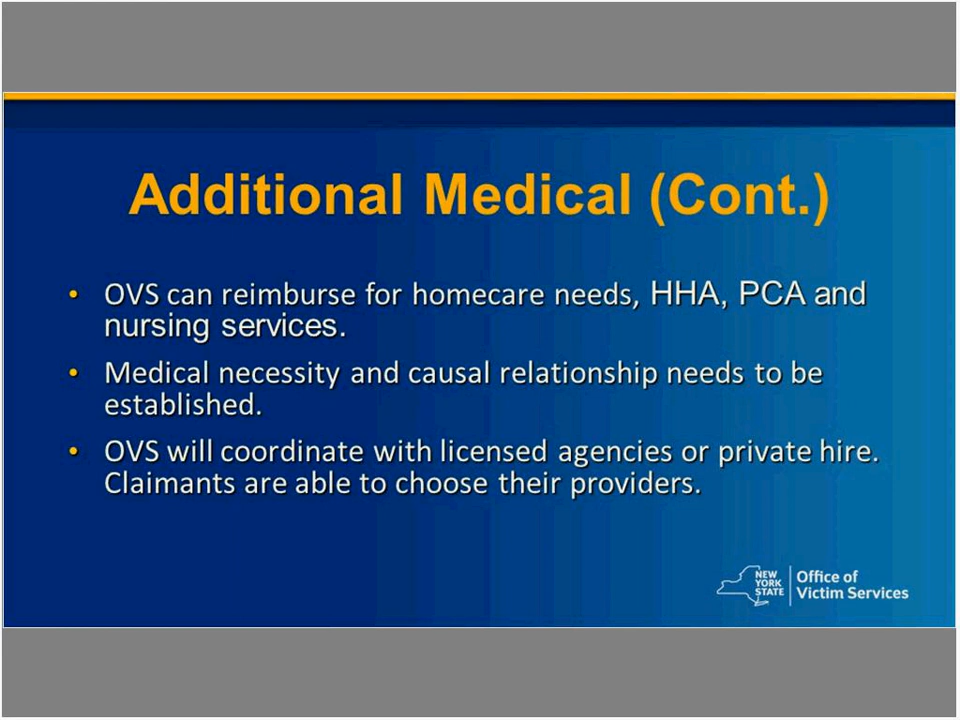 Additional Medical (Cont.)
• OVS can reimburse for homecare needs, HHA, PCA and
nursing services.
• Medical necessity and causal relationship needs to be
established.
• OVS will coordinate with licensed agencies or private hire.
Claimants are able to choose their providers.
NEW
YORK
STATE
Office of
Victim Services